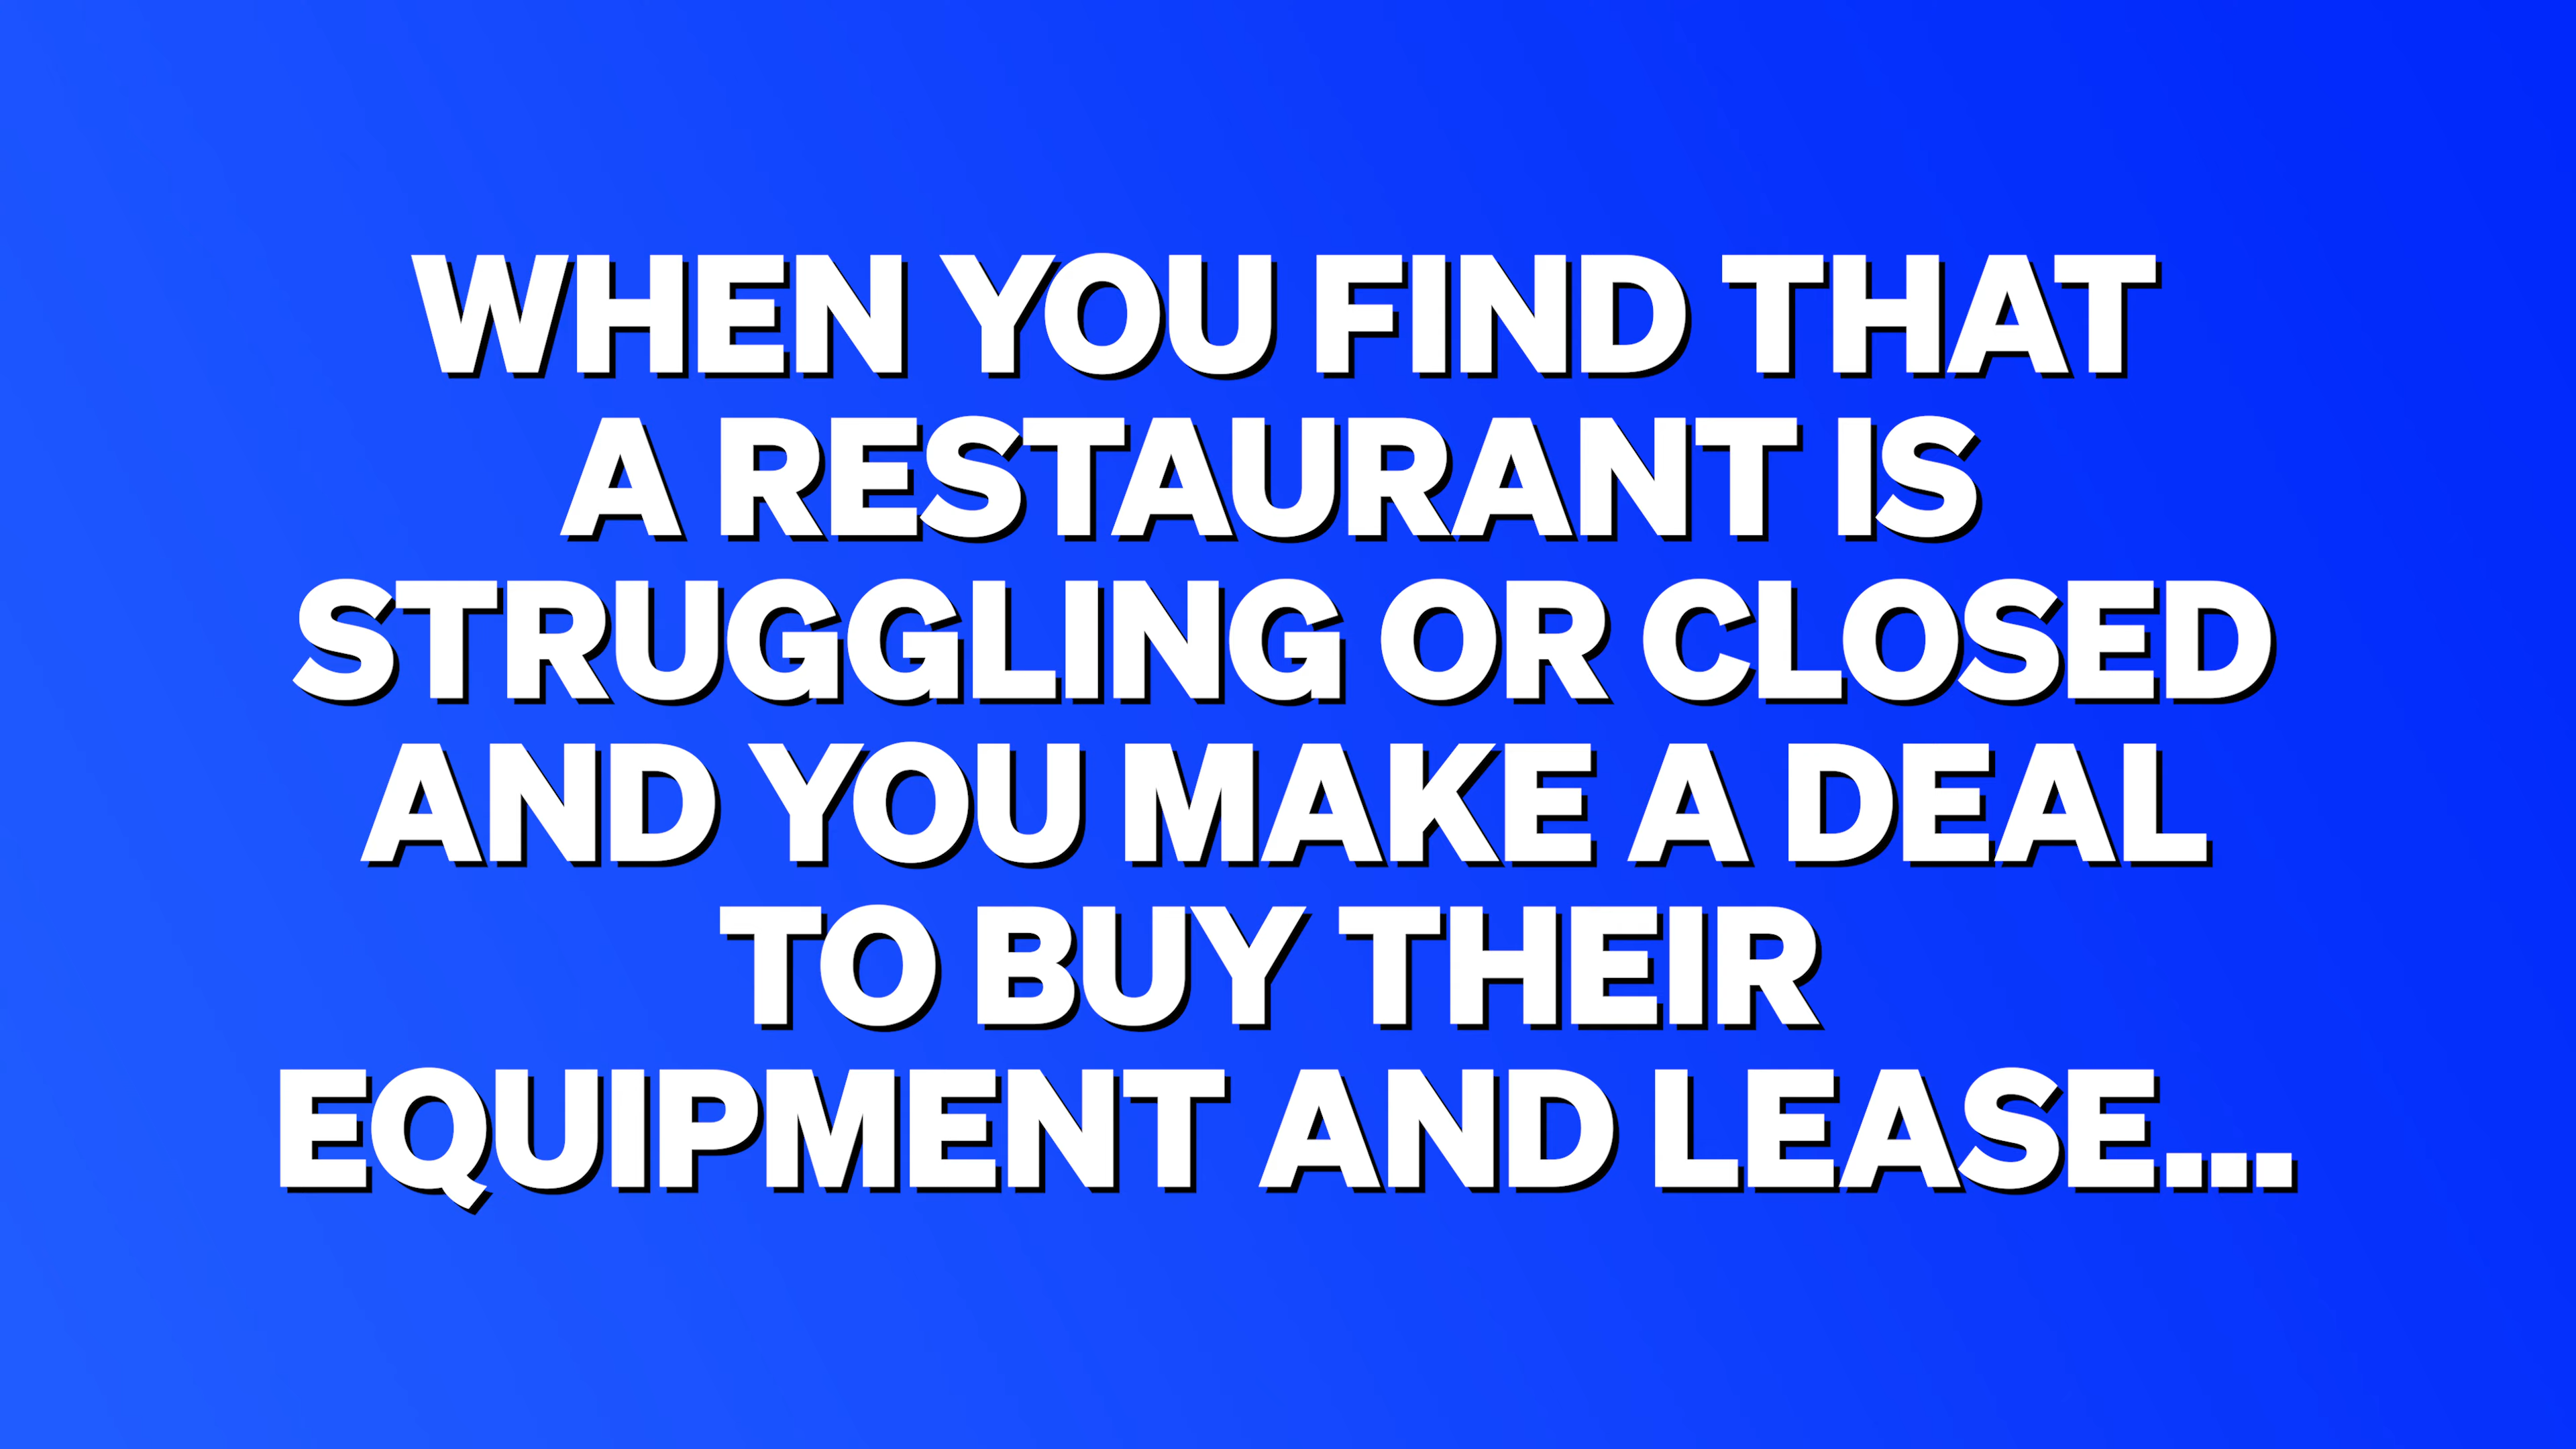 WHEN YOU FIND THAT
A RESTAURANT IS
STRUGGLING OR CLOSED
AND YOU MAKE A DEAL
TO BUY THEIR
EQUIPMENT AND LEASE...